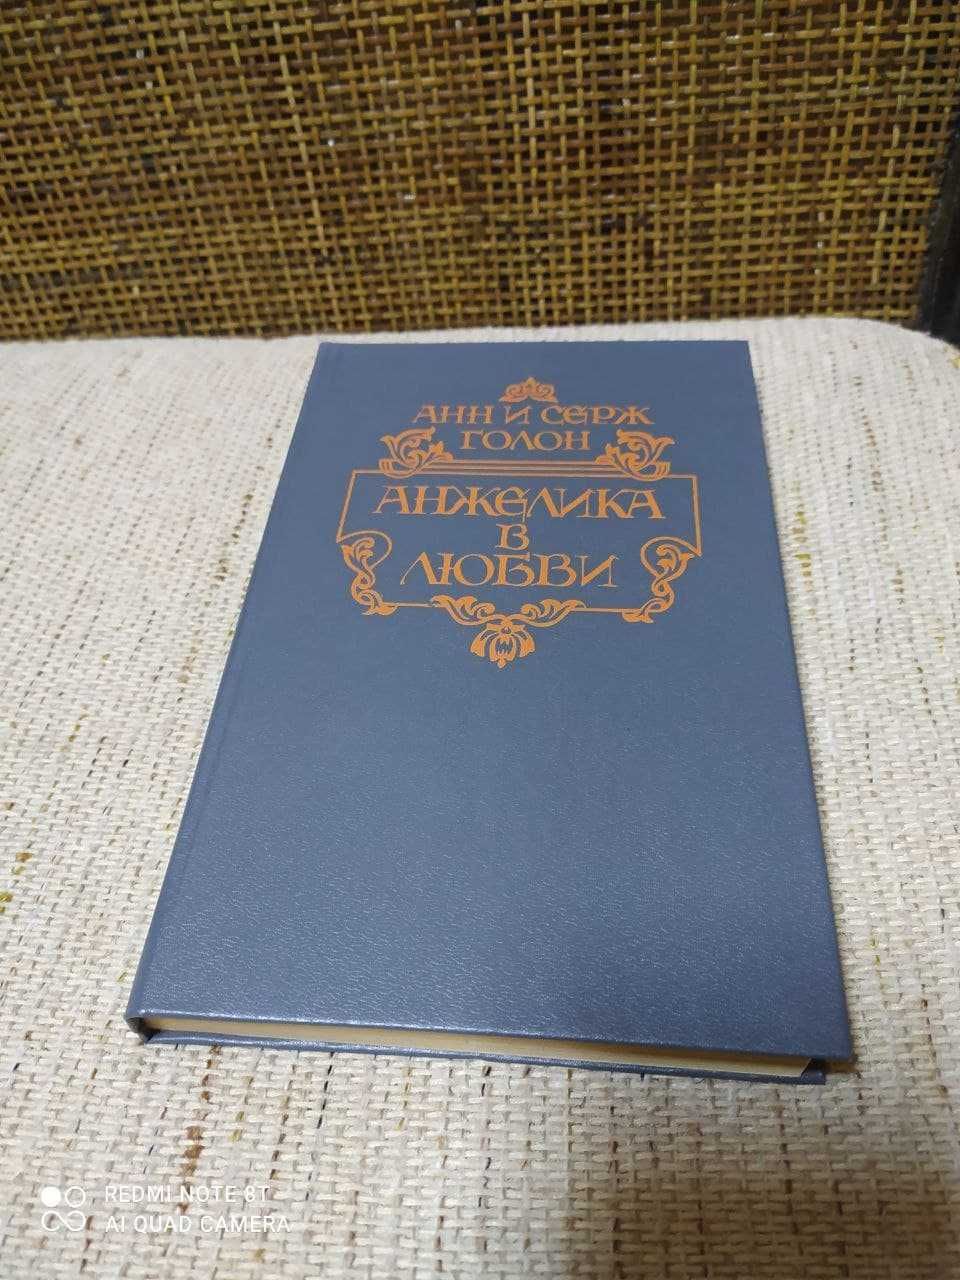 АНН И СЕРЖ
ГОЛОН
АНЖЕЛИКА
В
ЛЮБВИ
REDMI NOTE 8T
AI QUAD CAMERA